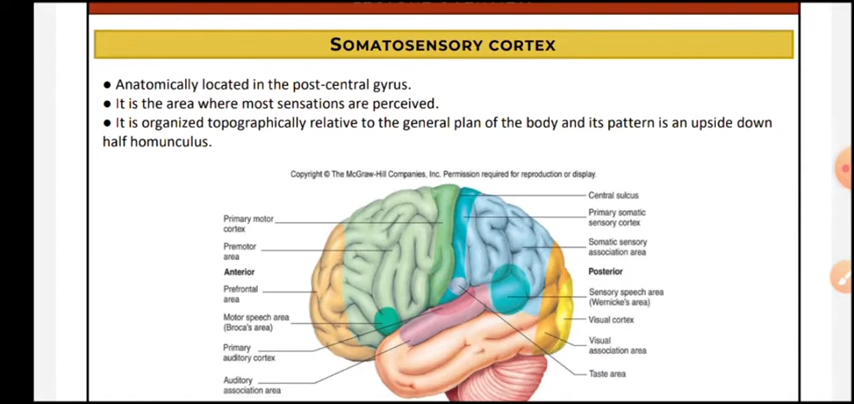 SOMATOSENSORY CORTEX
● Anatomically located in the post-central gyrus.
● It is the area where most sensations are perceived.
● It is organized topographically relative to the general plan of the body and its pattern is an upside down
half homunculus.
Copyright © The McGraw-Hill Companies, Inc. Permission required for reproduction or display.
Primary motor
cortex
Premotor
area
Anterior
Prefrontal
area
Motor speech area
(Broca's area)
Primary
auditory cortex
Auditory
association area
Central sulcus
Primary somatic
sensory cortex
Somatic sensory
association area
Posterior
Sensory speech area
(Wernicke's area)
Visual cortex
Visual
association area
Taste area